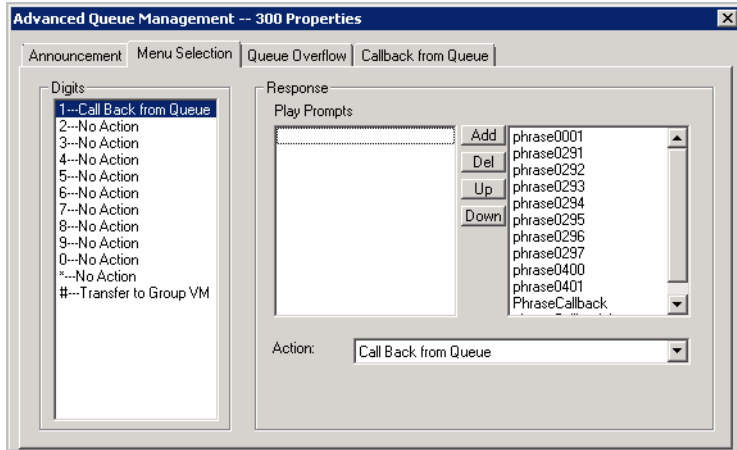 Advanced Queue Management -- 300 Properties
Announcement Menu Selection Queue Overflow Callback from Queue
Digits
1---Call Back from Queue
2---No Action
3---No Action
4---No Action
5---No Action
6---No Action
7---No Action
8---No Action
9---No Action
0---No Action
*---No Action
#---Transfer to Group VM
Response
Play Prompts
Add
Del
Up
Down
phrase0001
phrase0291
phrase0292
phrase0293
phrase0294
phrase0295
phrase0296
phrase0297
phrase0400
phrase0401
PhraseCallback
Action: Call Back from Queue